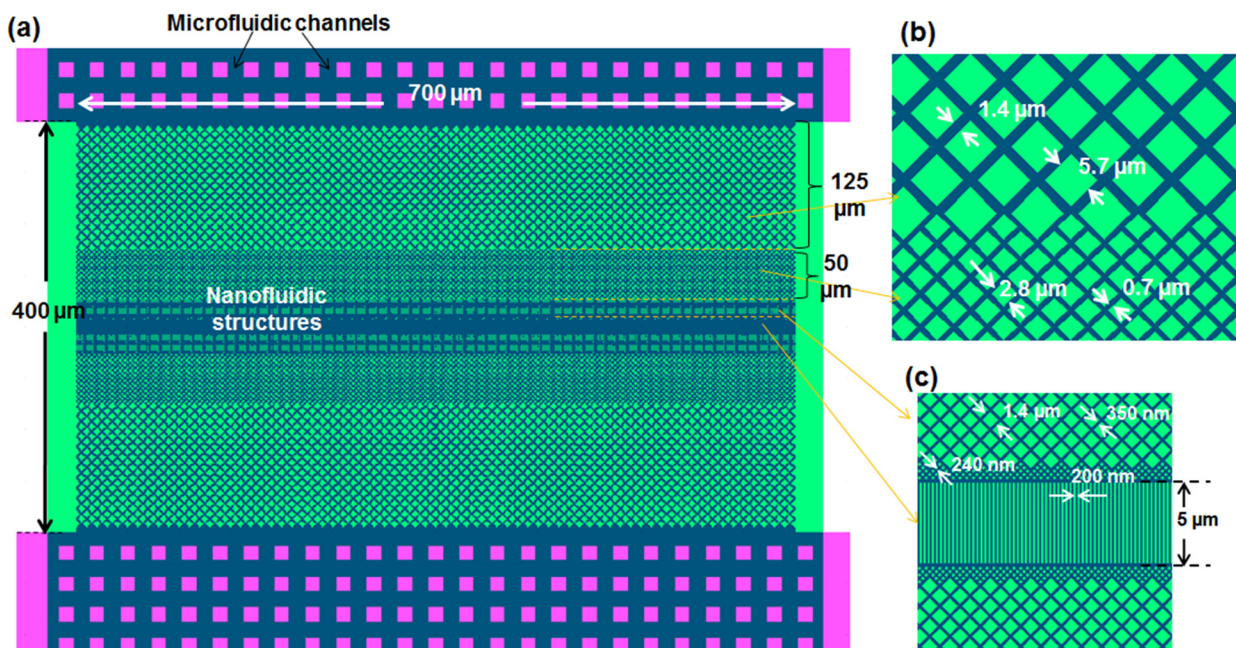 (a)
Microfluidic channels
700 µm
125
µm
50
µm
400 µm
Nanofluidic
structures
(b)
1.4 µm
5.7 µm
2.8 µm
0.7 µm
(c)
1.4 µm
350 nm
240 nm
200 nm
5 µm